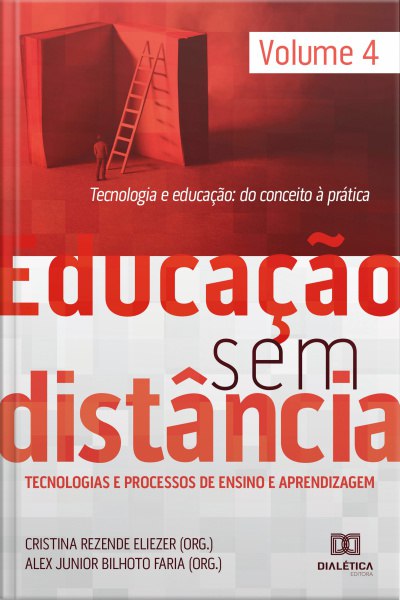 Volume 4
Tecnologia e educação: do conceito à prática
Educação
sem
distância
TECNOLOGIAS E PROCESSOS DE ENSINO E APRENDIZAGEM
CRISTINA REZENDE ELIEZER (ORG.)
ALEX JUNIOR BILHOTO FARIA (ORG.)
DIALÉTICA
EDITORA